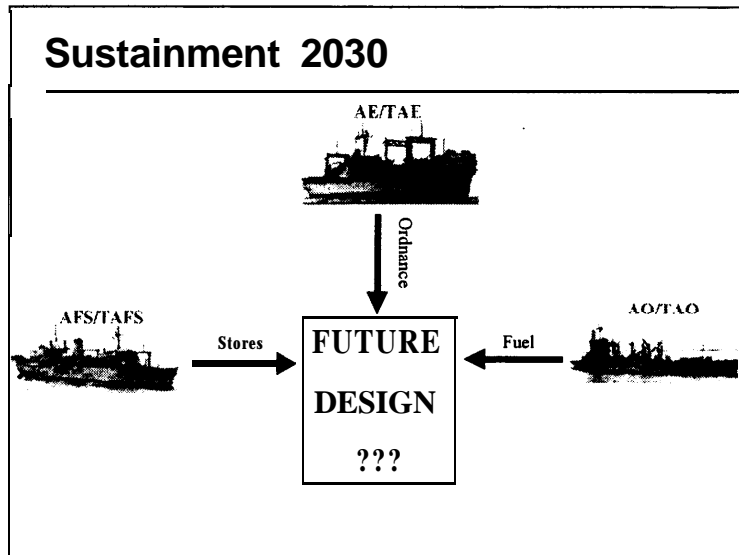 Sustainment 2030
AE/TAE
Ordnance
AFS/TAFS
Stores
FUTURE
DESIGN
???
Fuel
AO/TAO